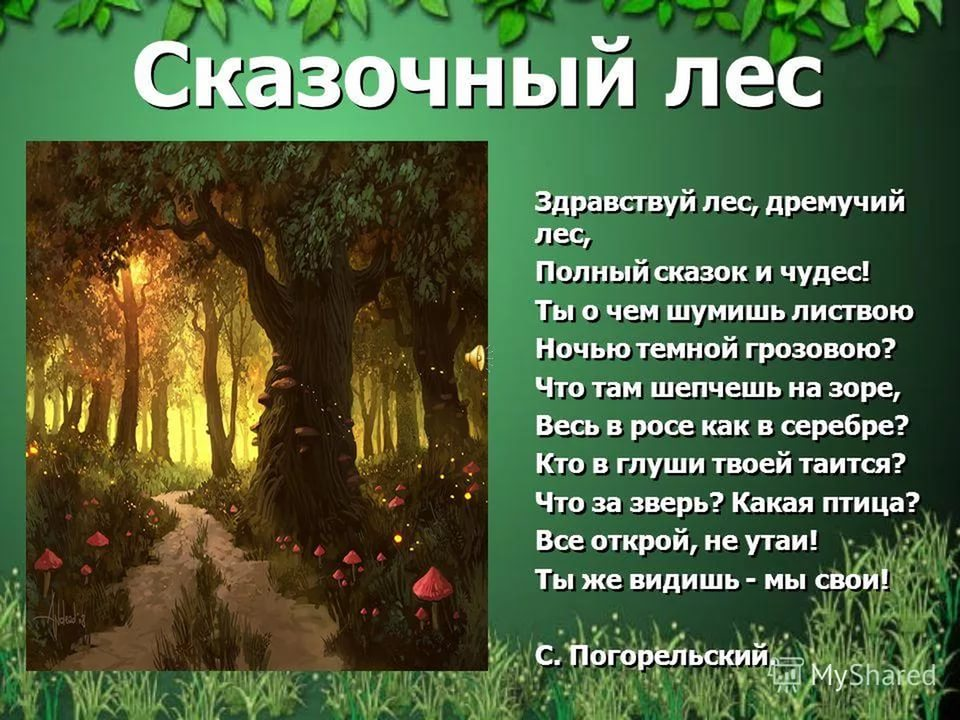 Сказочный лес
Здравствуй лес, дремучий
лес,
Полный сказок и чудес!
Ты о чем шумишь листвою
Ночью темной грозовою?
Что там шепчешь на зоре,
Весь в росе как в серебре?
Кто в глуши твоей таится?
Что за зверь? Какая птица?
Все открой, не утаи!
Ты же видишь - мы свои!
С. Погорельский.
MyShared